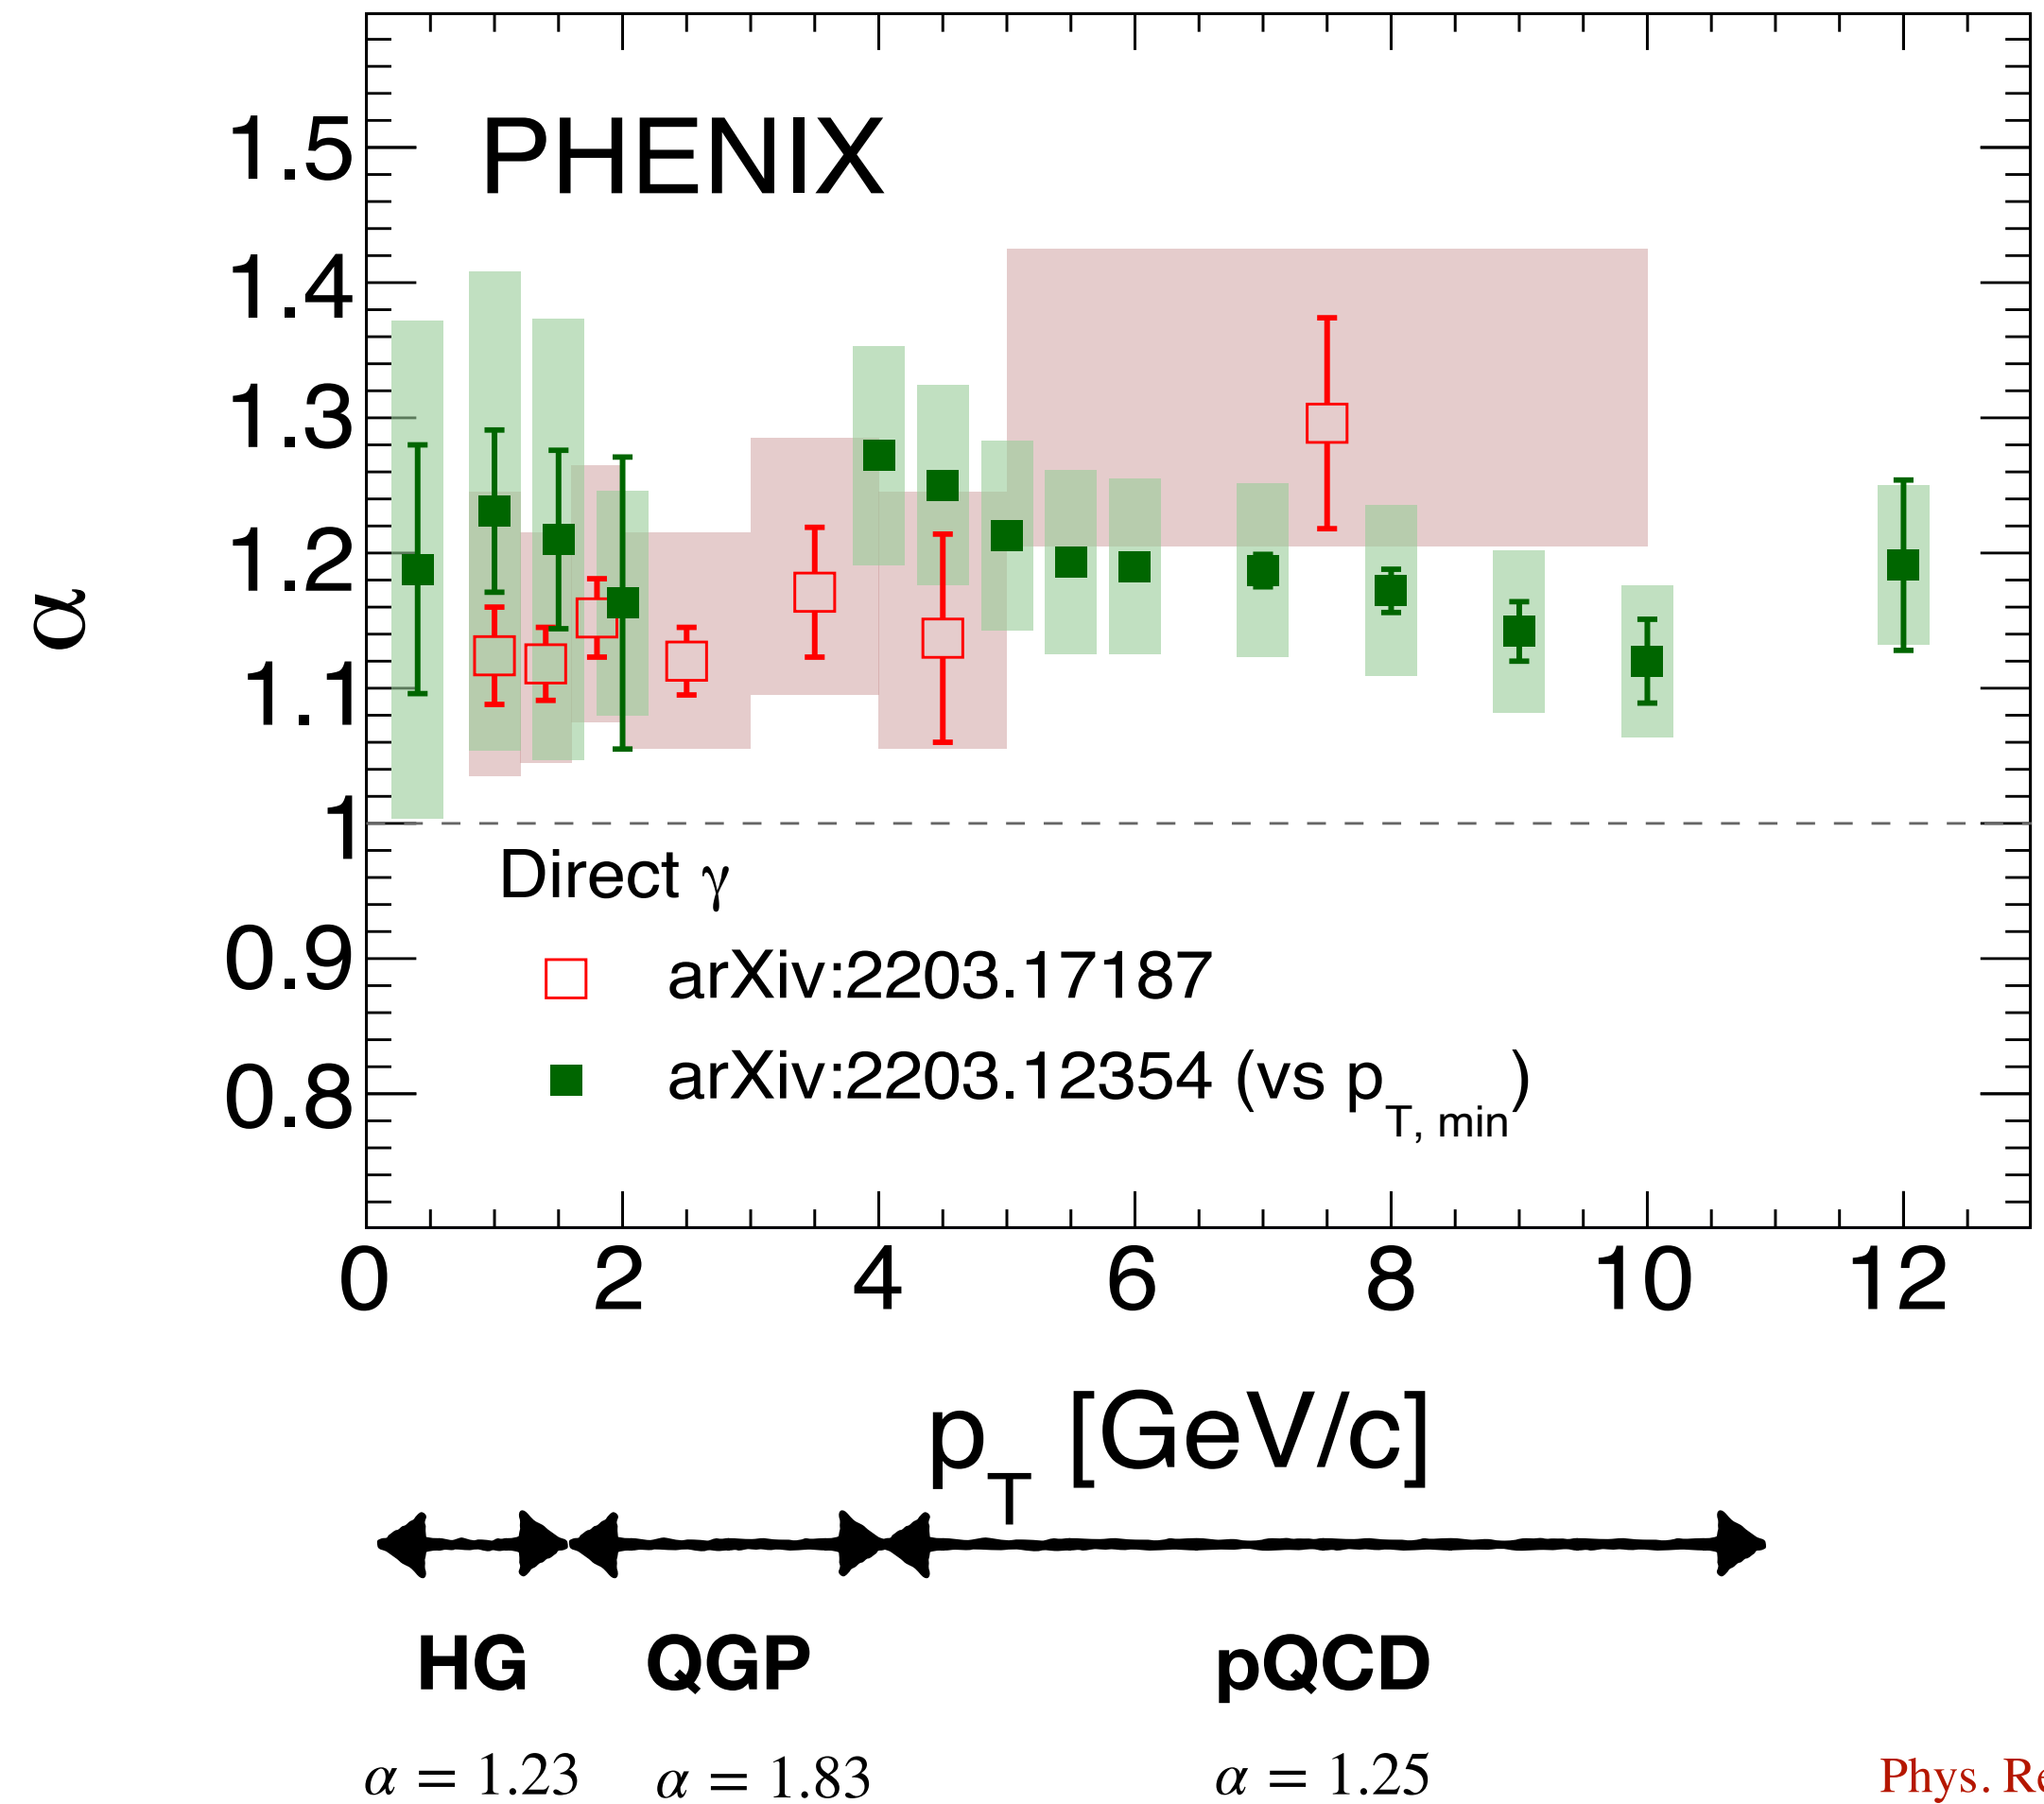 PHENIX
1.5
1.4
1.3
1.2
1.1
1
0.9
0.8
α
Direct γ
arXiv:2203.17187
arXiv:2203.12354 (vs p_T, min)
0 2 4 6 8 10 12
p_T [GeV/c]
HG QGP pQCD
α = 1.23 α = 1.83 α = 1.25
Phys. Re